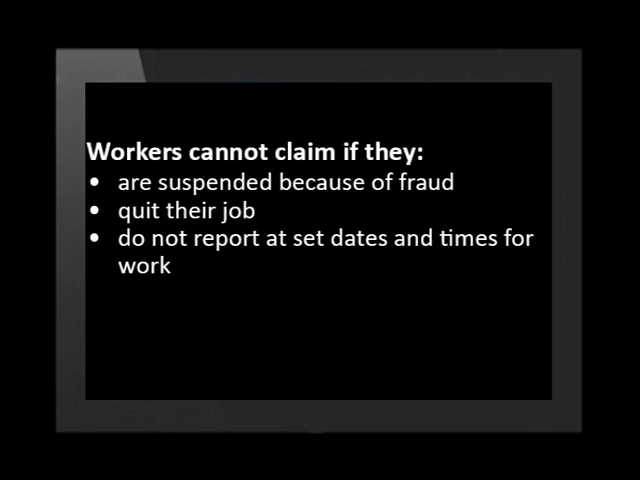 Workers cannot claim if they:
• are suspended because of fraud
• quit their job
• do not report at set dates and times for
work